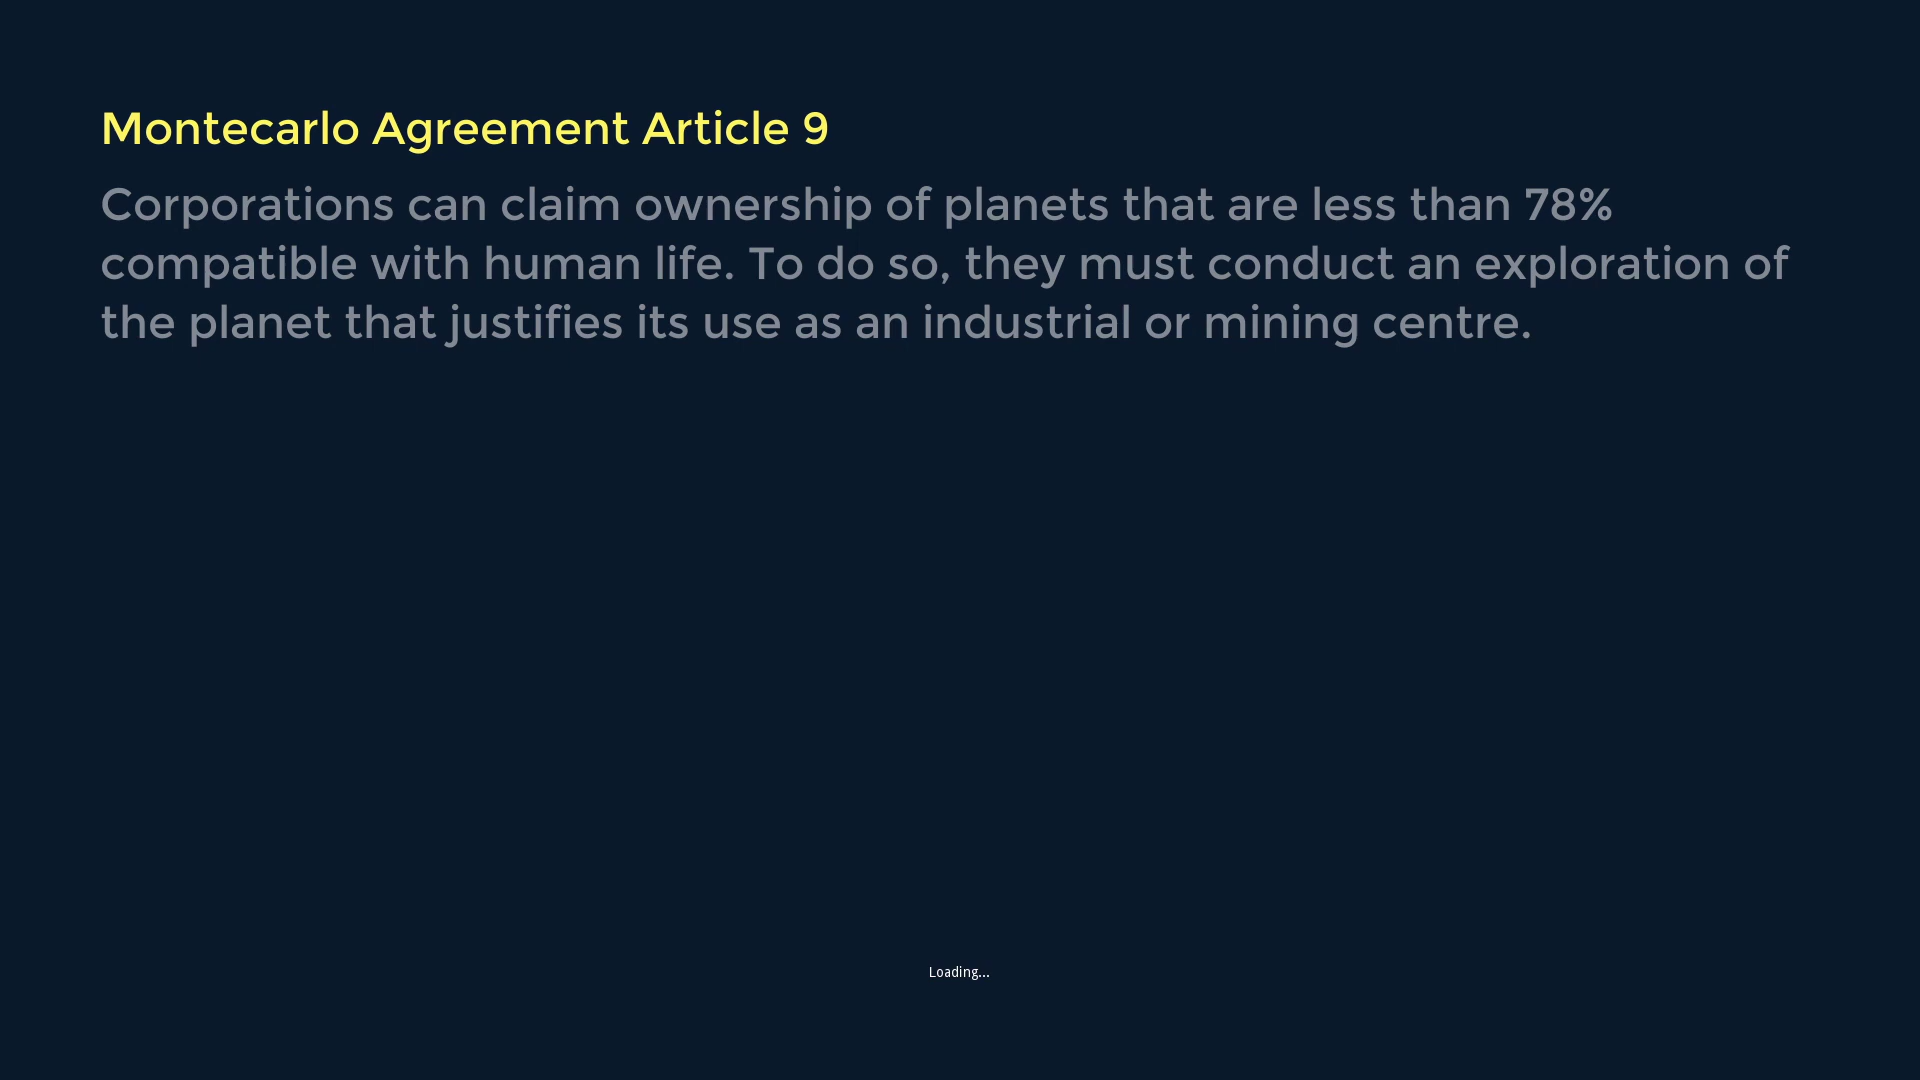 Montecarlo Agreement Article 9
Corporations can claim ownership of planets that are less than 78%
compatible with human life. To do so, they must conduct an exploration of
the planet that justifies its use as an industrial or mining centre.
Loading...